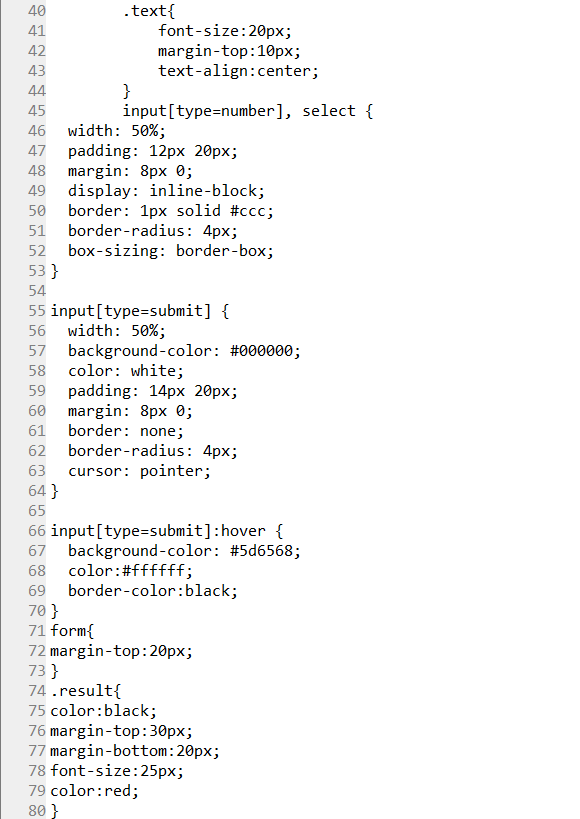 40         .text{
41             font-size:20px;
42             margin-top:10px;
43             text-align:center;
44         }
45         input[type=number], select {
46   width: 50%;
47   padding: 12px 20px;
48   margin: 8px 0;
49   display: inline-block;
50   border: 1px solid #ccc;
51   border-radius: 4px;
52   box-sizing: border-box;
53 }
54
55 input[type=submit] {
56   width: 50%;
57   background-color: #000000;
58   color: white;
59   padding: 14px 20px;
60   margin: 8px 0;
61   border: none;
62   border-radius: 4px;
63   cursor: pointer;
64 }
65
66 input[type=submit]:hover {
67   background-color: #5d6568;
68   color:#ffffff;
69   border-color:black;
70 }
71 form{
72 margin-top:20px;
73 }
74 .result{
75 color:black;
76 margin-top:30px;
77 margin-bottom:20px;
78 font-size:25px;
79 color:red;
80 }